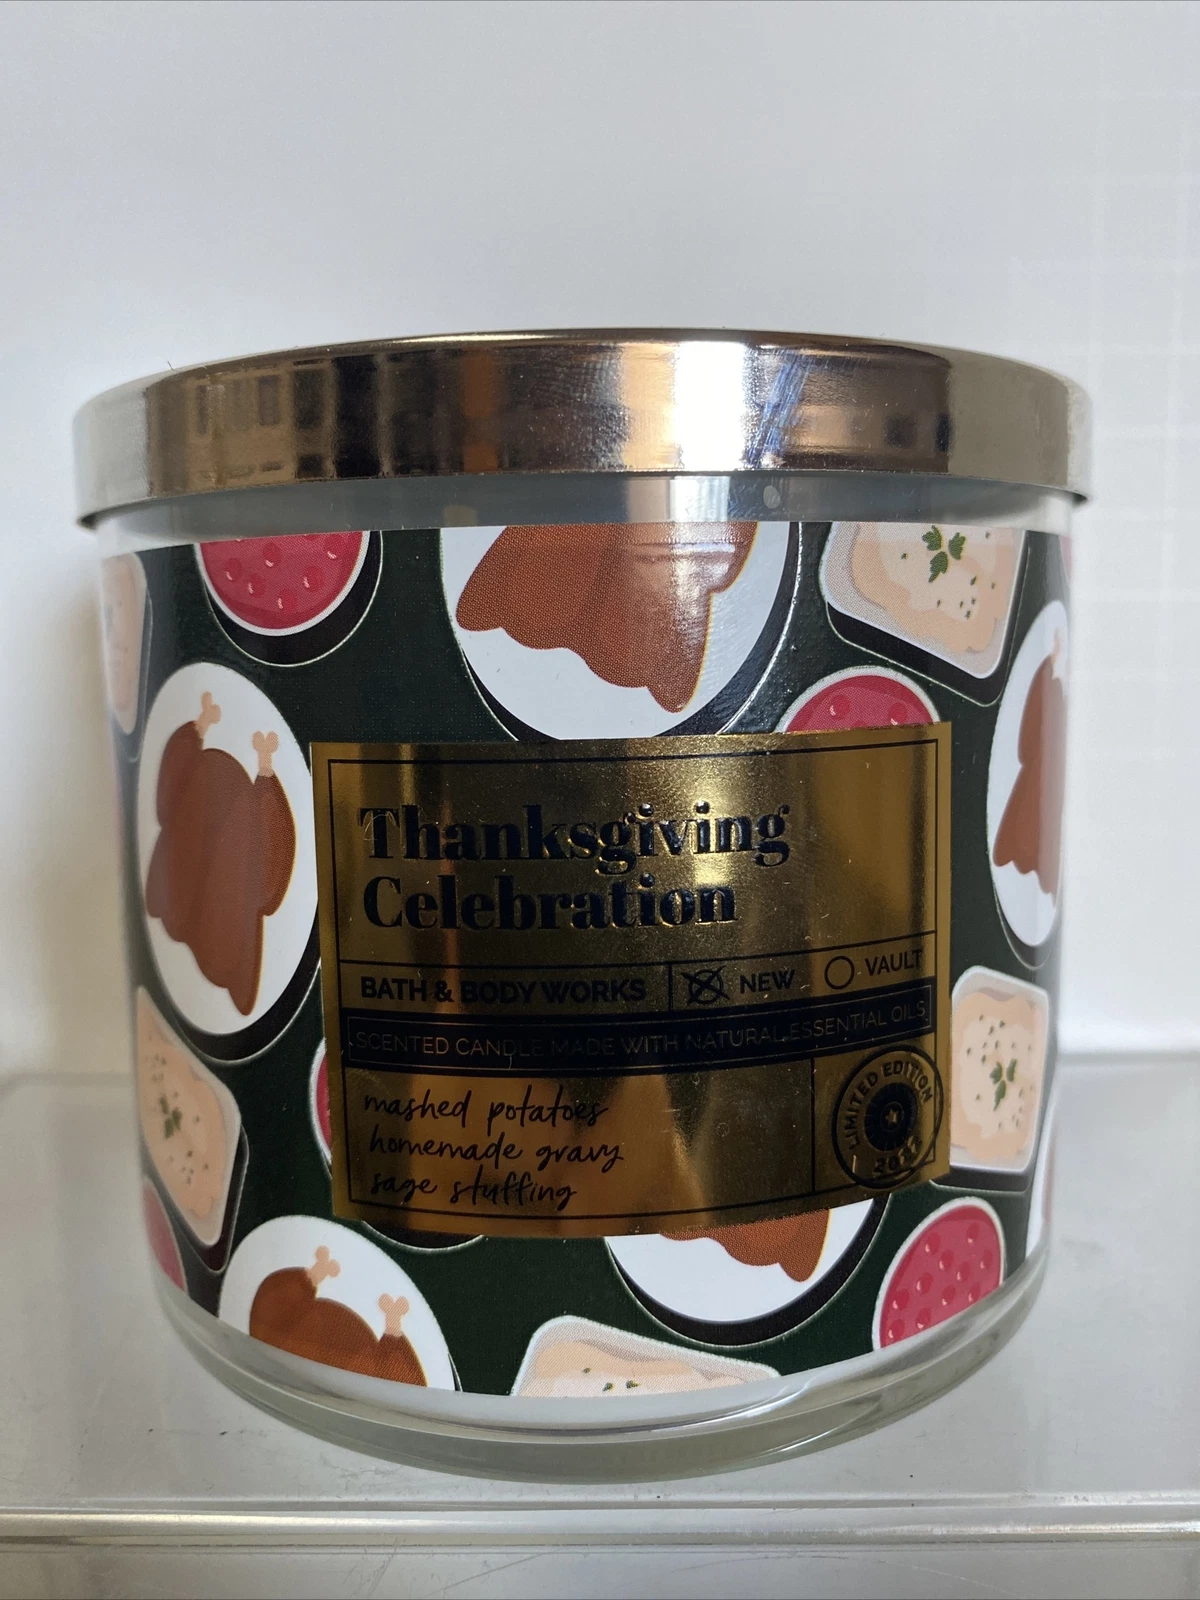 Thanksgiving
Celebration
BATH & BODY WORKS
NEW
VAULT
SCENTED CANDLE MADE WITH NATURAL ESSENTIAL OILS
mashed potatoes
homemade gravy
sage stuffing
LIMITED EDITION